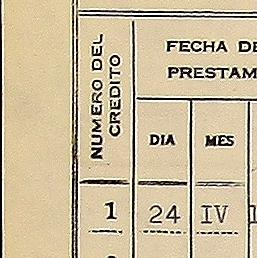 NUMERO DEL
CREDITO
FECHA DE
PRESTAM
DIA
MES
1
24
IV